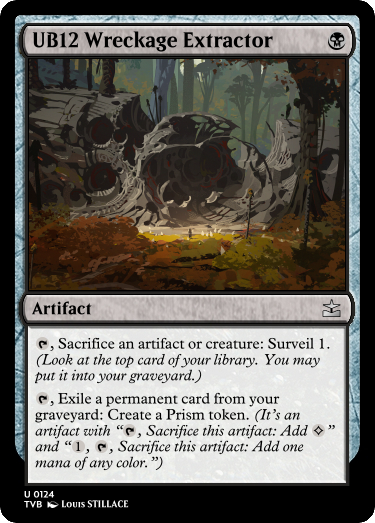 UB12 Wreckage Extractor
Artifact
, Sacrifice an artifact or creature: Surveil 1.
(Look at the top card of your library. You may
put it into your graveyard.)
, Exile a permanent card from your
graveyard: Create a Prism token. (It's an
artifact with “, Sacrifice this artifact: Add ”
and “1, , Sacrifice this artifact: Add one
mana of any color.”)
U 0124
TVB Louis STILLACE